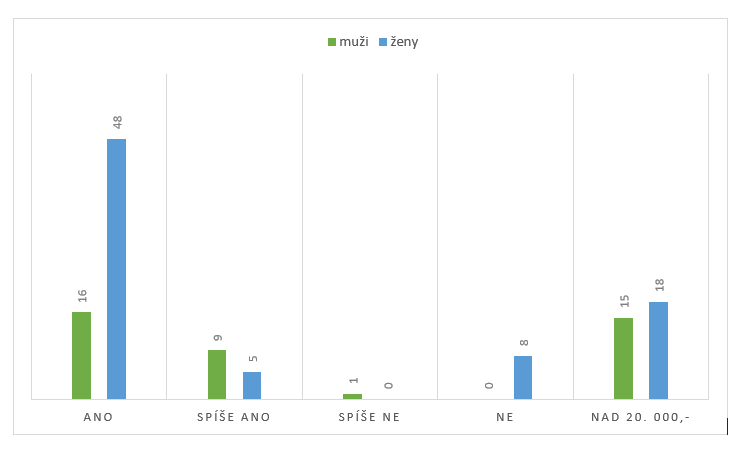 muži ženy
16 48 9 5 1 0 0 8 15 18
ANO SPÍŠE ANO SPÍŠE NE NE NAD 20. 000,-